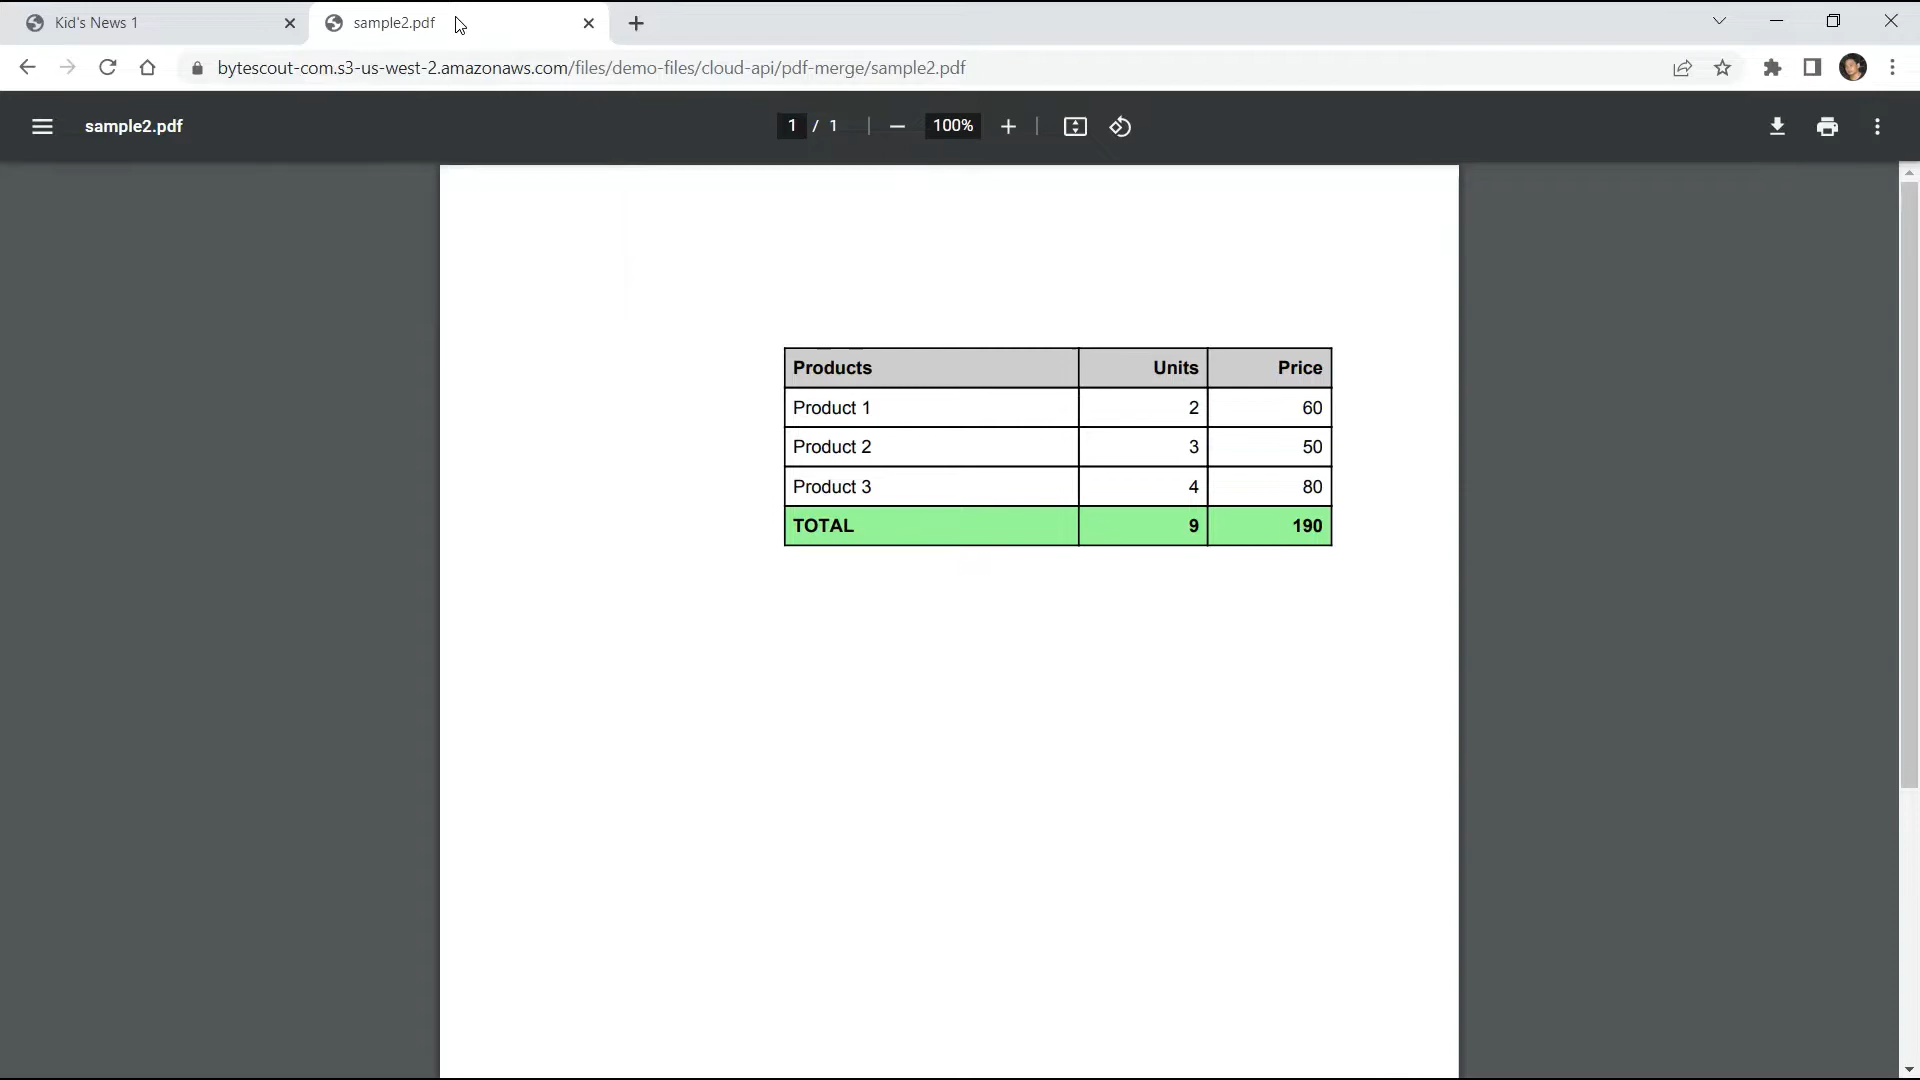 Kid's News 1
sample2.pdf
bytescout-com.s3-us-west-2.amazonaws.com/files/demo-files/cloud-api/pdf-merge/sample2.pdf
sample2.pdf
1 / 1
100%
Products Units Price
Product 1 2 60
Product 2 3 50
Product 3 4 80
TOTAL 9 190